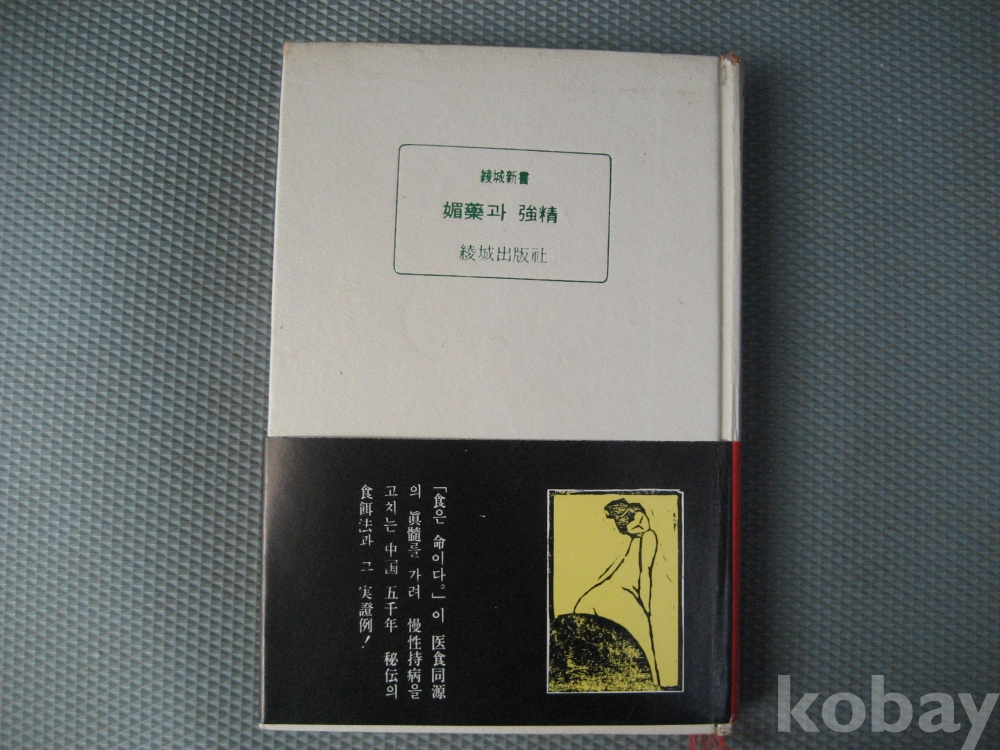 綾城新書
媚藥과 強精
綾城出版社
「食은 命이다。」이 医食同源
의 眞髓를 가려 慢性持病을
고치는 中国 五千年 秘伝의
食餌法과 그 実證例!
kobay